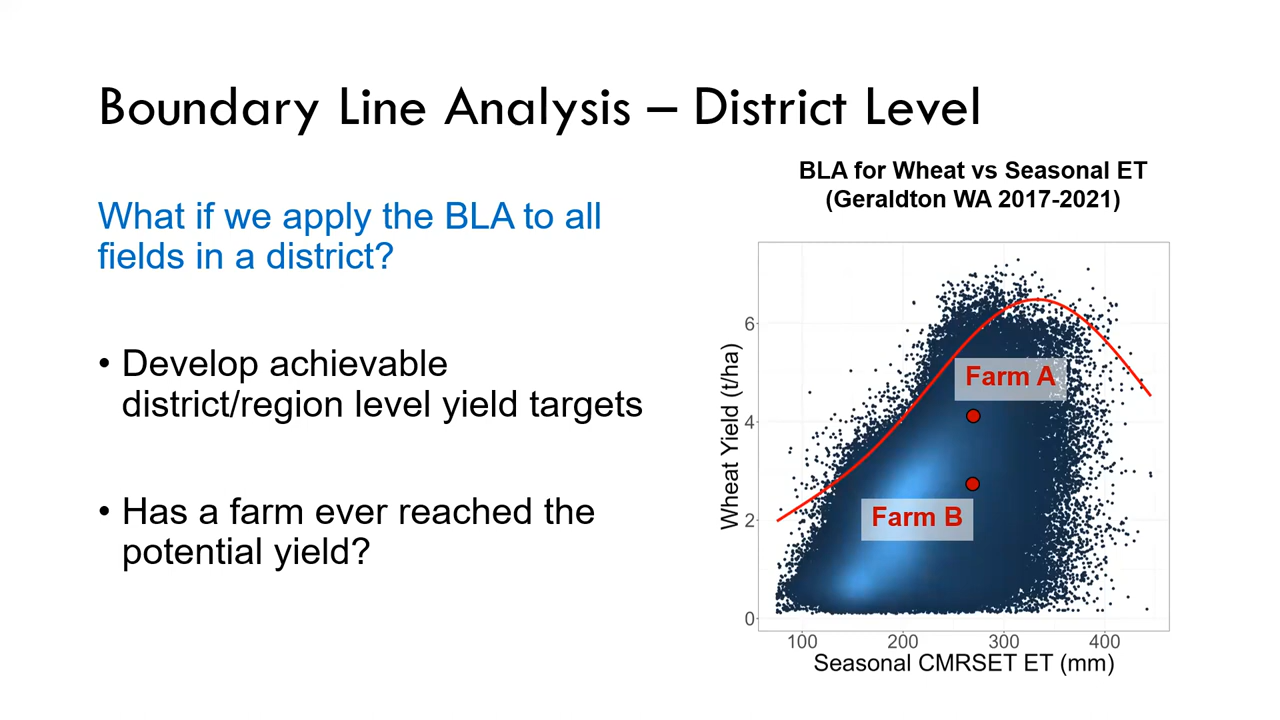 Boundary Line Analysis – District Level
What if we apply the BLA to all
fields in a district?
• Develop achievable
district/region level yield targets
• Has a farm ever reached the
potential yield?
BLA for Wheat vs Seasonal ET
(Geraldton WA 2017-2021)
Wheat Yield (t/ha)
6
4
2
0
Farm A
Farm B
100 200 300 400
Seasonal CMRSET ET (mm)